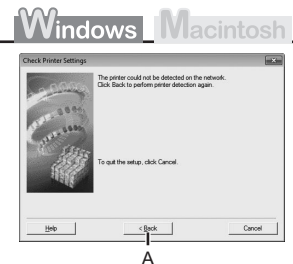 Windows Macintosh
Check Printer Settings
The printer could not be detected on the network.
Click Back to perform printer detection again.
To quit the setup, click Cancel.
Help < Back Cancel
A